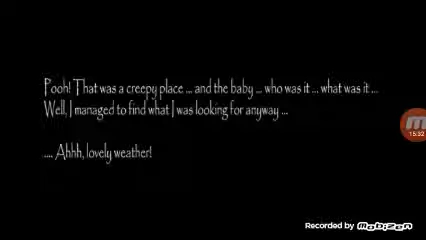 Pooh! That was a creepy place ... and the baby ... who was it ... what was it ...
Well, I managed to find what I was looking for anyway ...
.... Ahhh, lovely weather!
15:32
Recorded by Mobizen